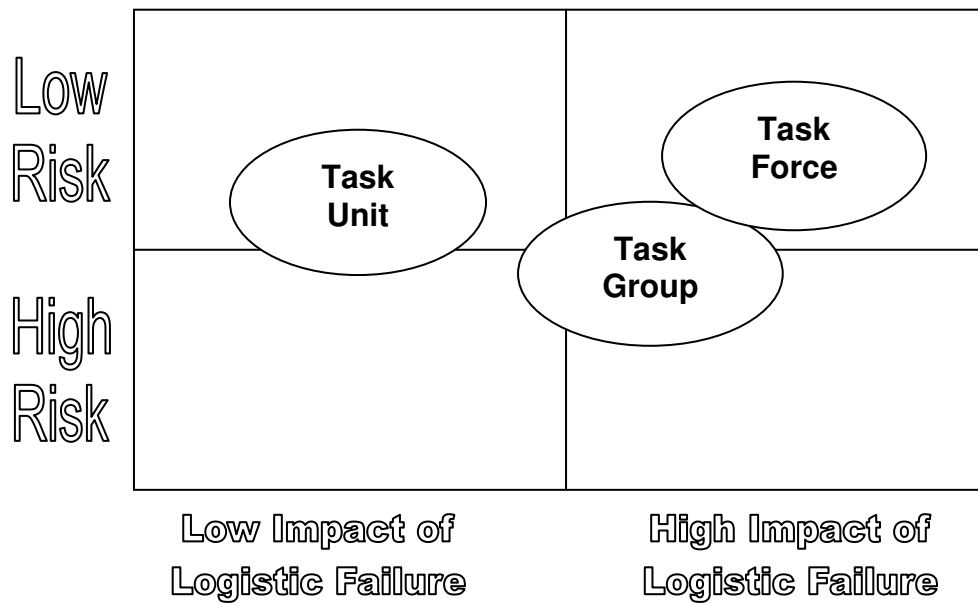 Low
Risk
Task
Unit
Task
Force
Task
Group
High
Risk
Low Impact of
Logistic Failure
High Impact of
Logistic Failure